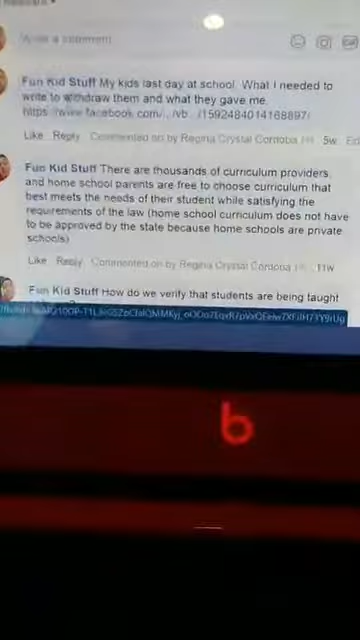 Write a comment
Fun Kid Stuff My kids last day at school. What I needed to
write to withdraw them and what they gave me.
https://www.facebook.com/.../vb.../1592484014168897/
Like Reply Commented on by Regina Crystal Cordoba 5w
Fun Kid Stuff There are thousands of curriculum providers,
and home school parents are free to choose curriculum that
best meets the needs of their student while satisfying the
requirements of the law (home school curriculum does not have
to be approved by the state because home schools are private
schools)
Like Reply Commented on by Regina Crystal Cordoba 11w
Fun Kid Stuff How do we verify that students are being taught
b